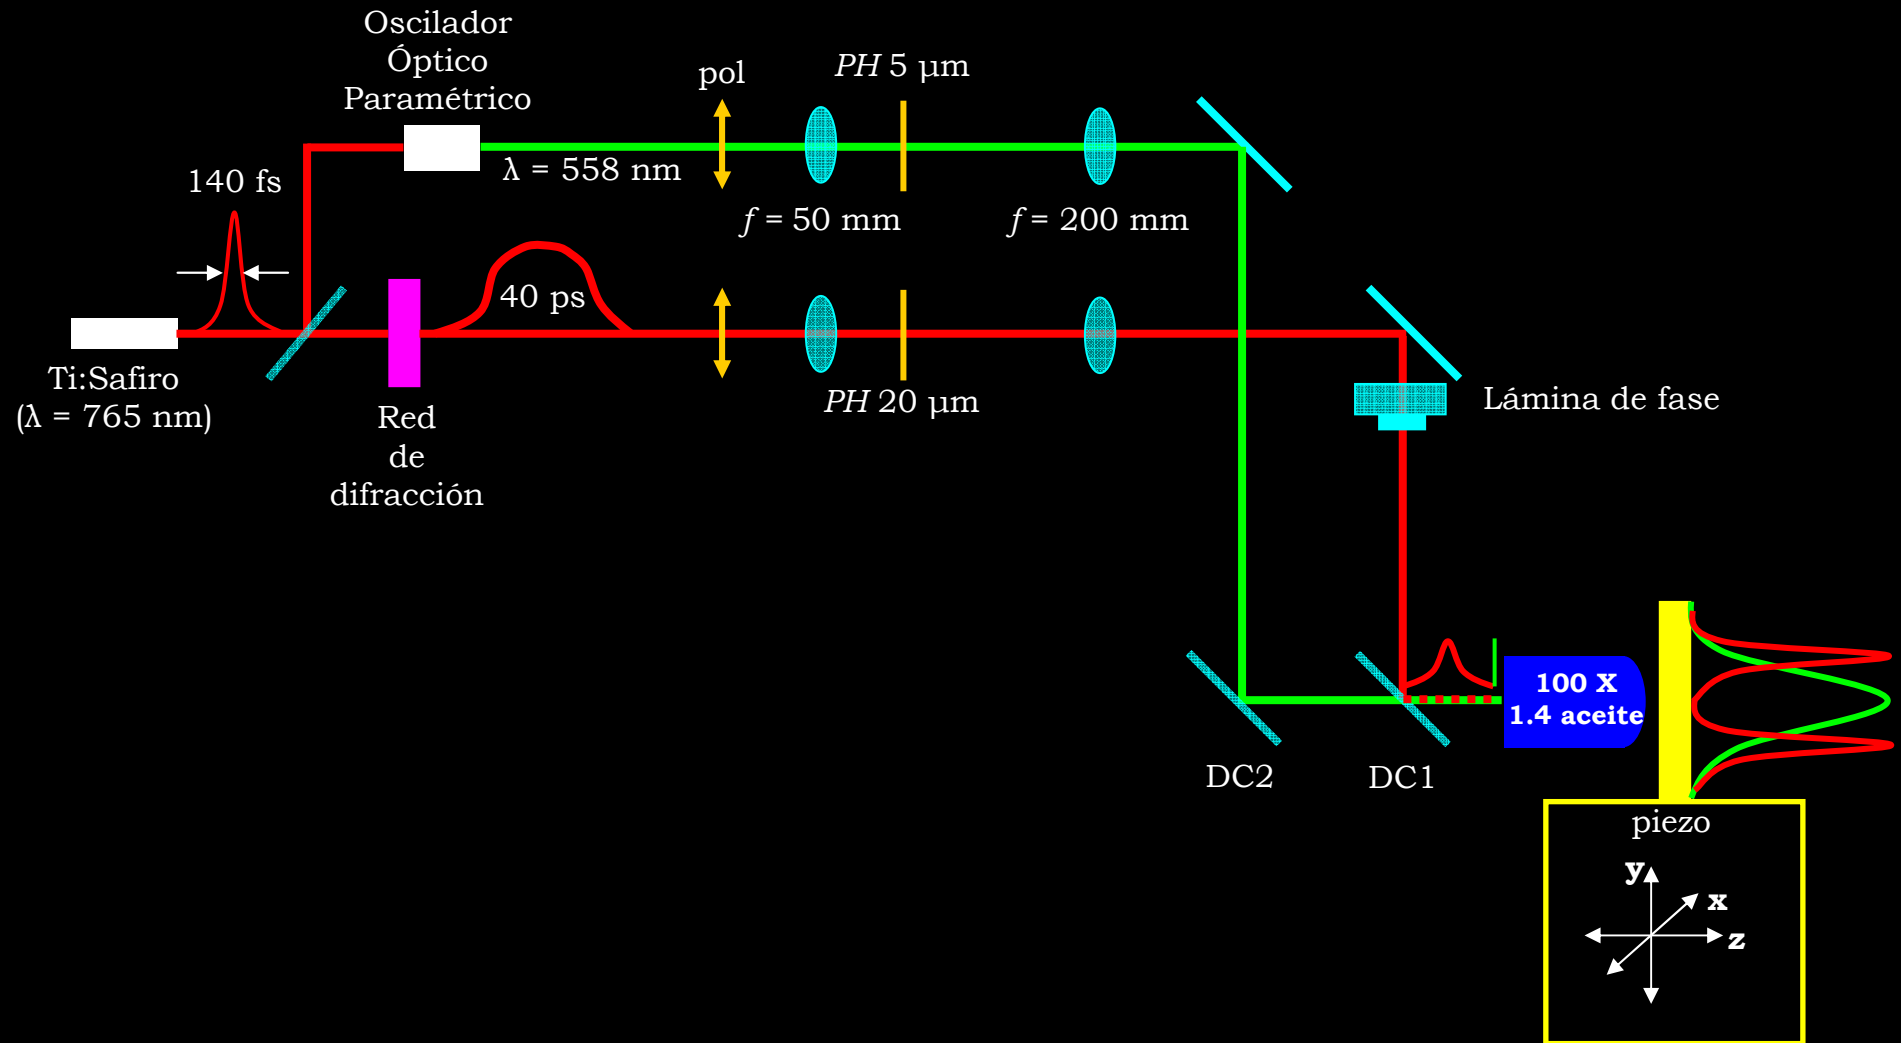 Oscilador
Óptico
Paramétrico
pol
PH 5 µm
140 fs
λ = 558 nm
f = 50 mm
f = 200 mm
40 ps
Ti:Safiro
(λ = 765 nm)
Red
de
difracción
PH 20 µm
Lámina de fase
100 X
1.4 aceite
DC2
DC1
piezo
y
x
z